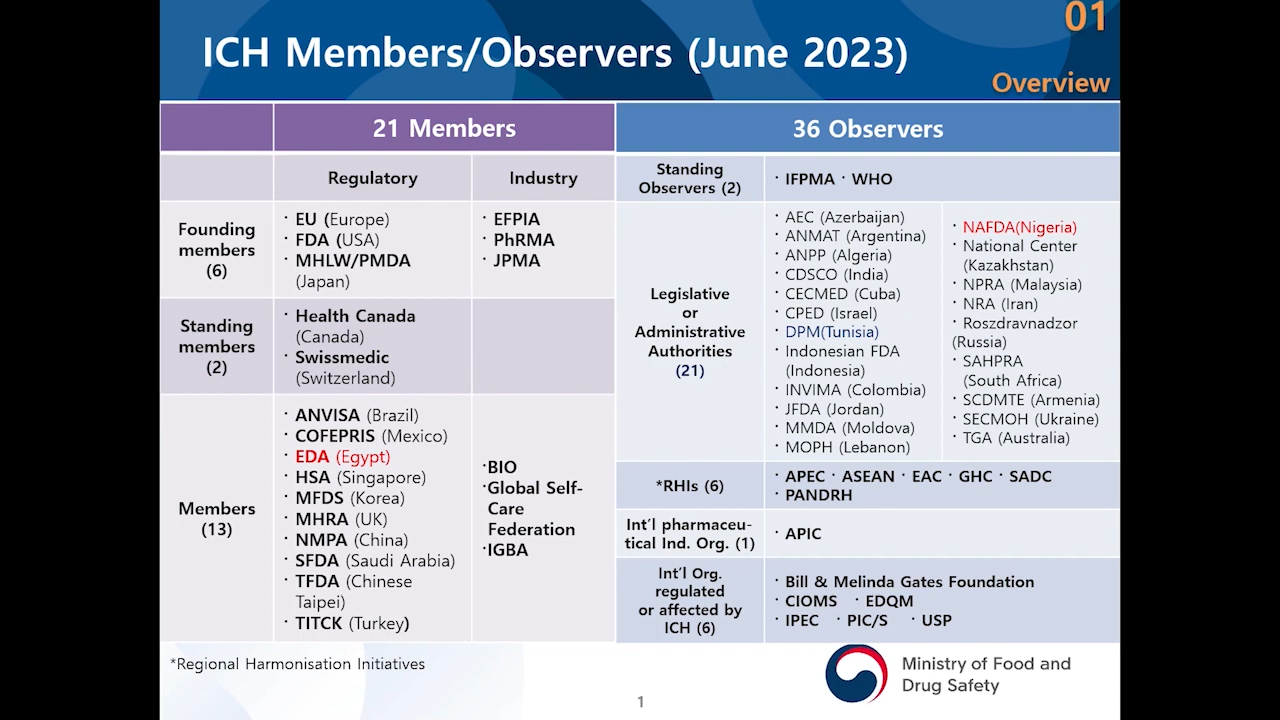 01
ICH Members/Observers (June 2023)
Overview
21 Members
36 Observers
Regulatory
Industry
Founding
members
(6)
· EU (Europe)
· FDA (USA)
· MHLW/PMDA
(Japan)
· EFPIA
· PhRMA
· JPMA
Standing
members
(2)
· Health Canada
(Canada)
· Swissmedic
(Switzerland)
Members
(13)
· ANVISA (Brazil)
· COFEPRIS (Mexico)
· EDA (Egypt)
· HSA (Singapore)
· MFDS (Korea)
· MHRA (UK)
· NMPA (China)
· SFDA (Saudi Arabia)
· TFDA (Chinese
Taipei)
· TITCK (Turkey)
·BIO
·Global Self-
Care
Federation
·IGBA
Standing
Observers (2)
· IFPMA · WHO
Legislative
or
Administrative
Authorities
(21)
· AEC (Azerbaijan)
· ANMAT (Argentina)
· ANPP (Algeria)
· CDSCO (India)
· CECMED (Cuba)
· CPED (Israel)
· DPM(Tunisia)
· Indonesian FDA
(Indonesia)
· INVIMA (Colombia)
· JFDA (Jordan)
· MMDA (Moldova)
· MOPH (Lebanon)
· NAFDA(Nigeria)
· National Center
(Kazakhstan)
· NPRA (Malaysia)
· NRA (Iran)
· Roszdravnadzor
(Russia)
· SAHPRA
(South Africa)
· SCDMTE (Armenia)
· SECMOH (Ukraine)
· TGA (Australia)
*RHIs (6)
· APEC · ASEAN · EAC · GHC · SADC
· PANDRH
Int’l pharmaceu-
tical Ind. Org. (1)
· APIC
Int’l Org.
regulated
or affected by
ICH (6)
· Bill & Melinda Gates Foundation
· CIOMS · EDQM
· IPEC · PIC/S · USP
*Regional Harmonisation Initiatives
Ministry of Food and
Drug Safety
1